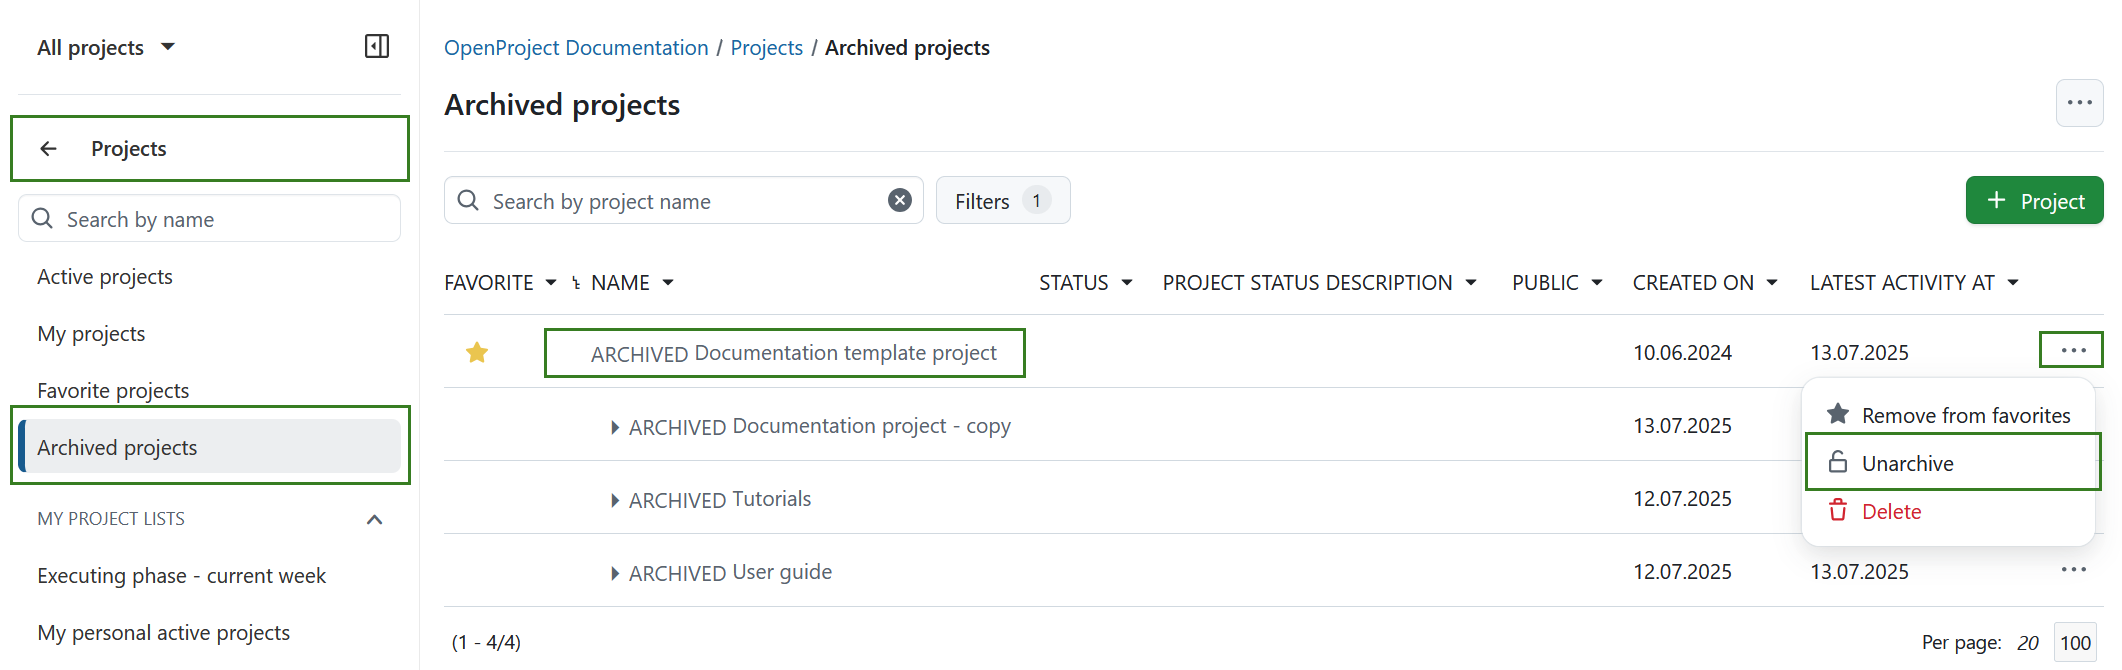 All projects
Projects
Search by name
Active projects
My projects
Favorite projects
Archived projects
MY PROJECT LISTS
Executing phase - current week
My personal active projects
OpenProject Documentation / Projects / Archived projects
Archived projects
Search by project name
Filters 1
+ Project
FAVORITE NAME STATUS PROJECT STATUS DESCRIPTION PUBLIC CREATED ON LATEST ACTIVITY AT
ARCHIVED Documentation template project 10.06.2024 13.07.2025
ARCHIVED Documentation project - copy 13.07.2025
ARCHIVED Tutorials 12.07.2025
ARCHIVED User guide 12.07.2025 13.07.2025
Remove from favorites
Unarchive
Delete
(1 - 4/4)
Per page: 20 100